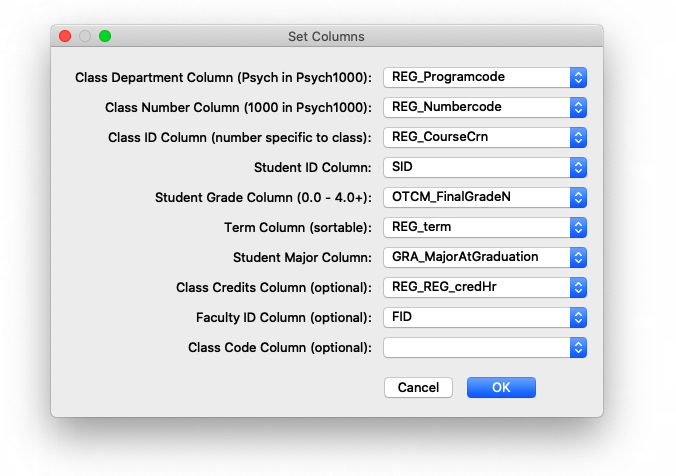 Set Columns
Class Department Column (Psych in Psych1000): REG_Programcode
Class Number Column (1000 in Psych1000): REG_Numbercode
Class ID Column (number specific to class): REG_CourseCrn
Student ID Column: SID
Student Grade Column (0.0 - 4.0+): OTCM_FinalGradeN
Term Column (sortable): REG_term
Student Major Column: GRA_MajorAtGraduation
Class Credits Column (optional): REG_REG_credHr
Faculty ID Column (optional): FID
Class Code Column (optional):
Cancel OK